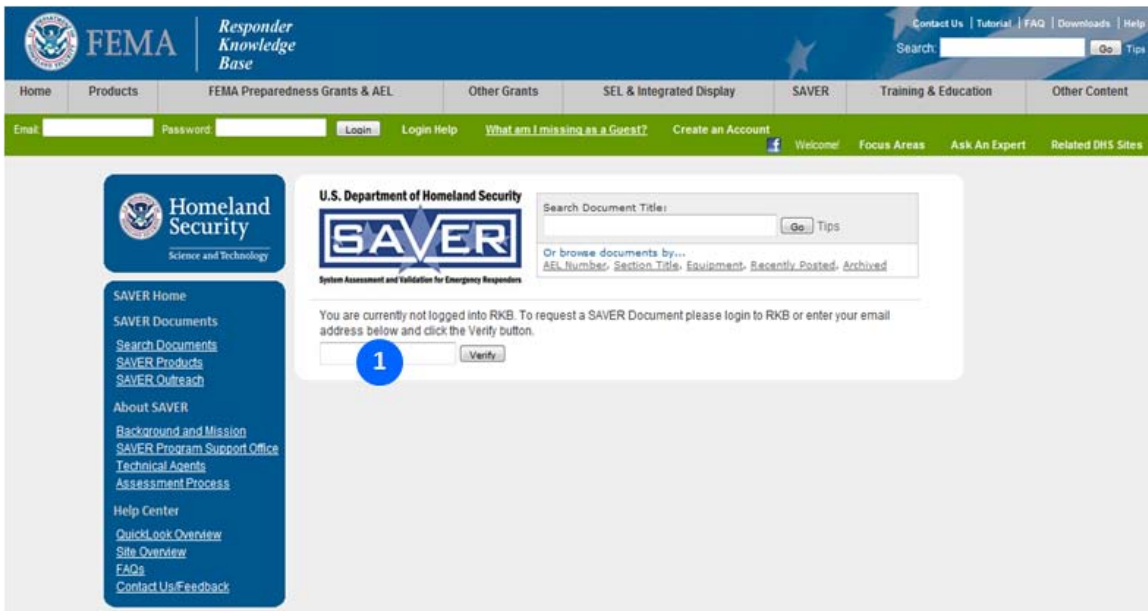 FEMA
Responder
Knowledge
Base
Contact Us | Tutorial | FAQ | Downloads | Help
Search: Go Tips
Home Products FEMA Preparedness Grants & AEL Other Grants SEL & Integrated Display SAVER Training & Education Other Content
Email: Password: Login Login Help What am I missing as a Guest? Create an Account
f Welcome! Focus Areas Ask An Expert Related DHS Sites
Homeland
Security
Science and Technology
SAVER Home
SAVER Documents
Search Documents
SAVER Products
SAVER Outreach
About SAVER
Background and Mission
SAVER Program Support Office
Technical Agents
Assessment Process
Help Center
QuickLook Overview
Site Overview
FAQs
Contact Us/Feedback
U.S. Department of Homeland Security
SAVER
System Assessment and Validation for Emergency Responders
Search Document Title:
Go Tips
Or browse documents by...
AEL Number, Section Title, Equipment, Recently Posted, Archived
You are currently not logged into RKB. To request a SAVER Document please login to RKB or enter your email
address below and click the Verify button.
1 Verify